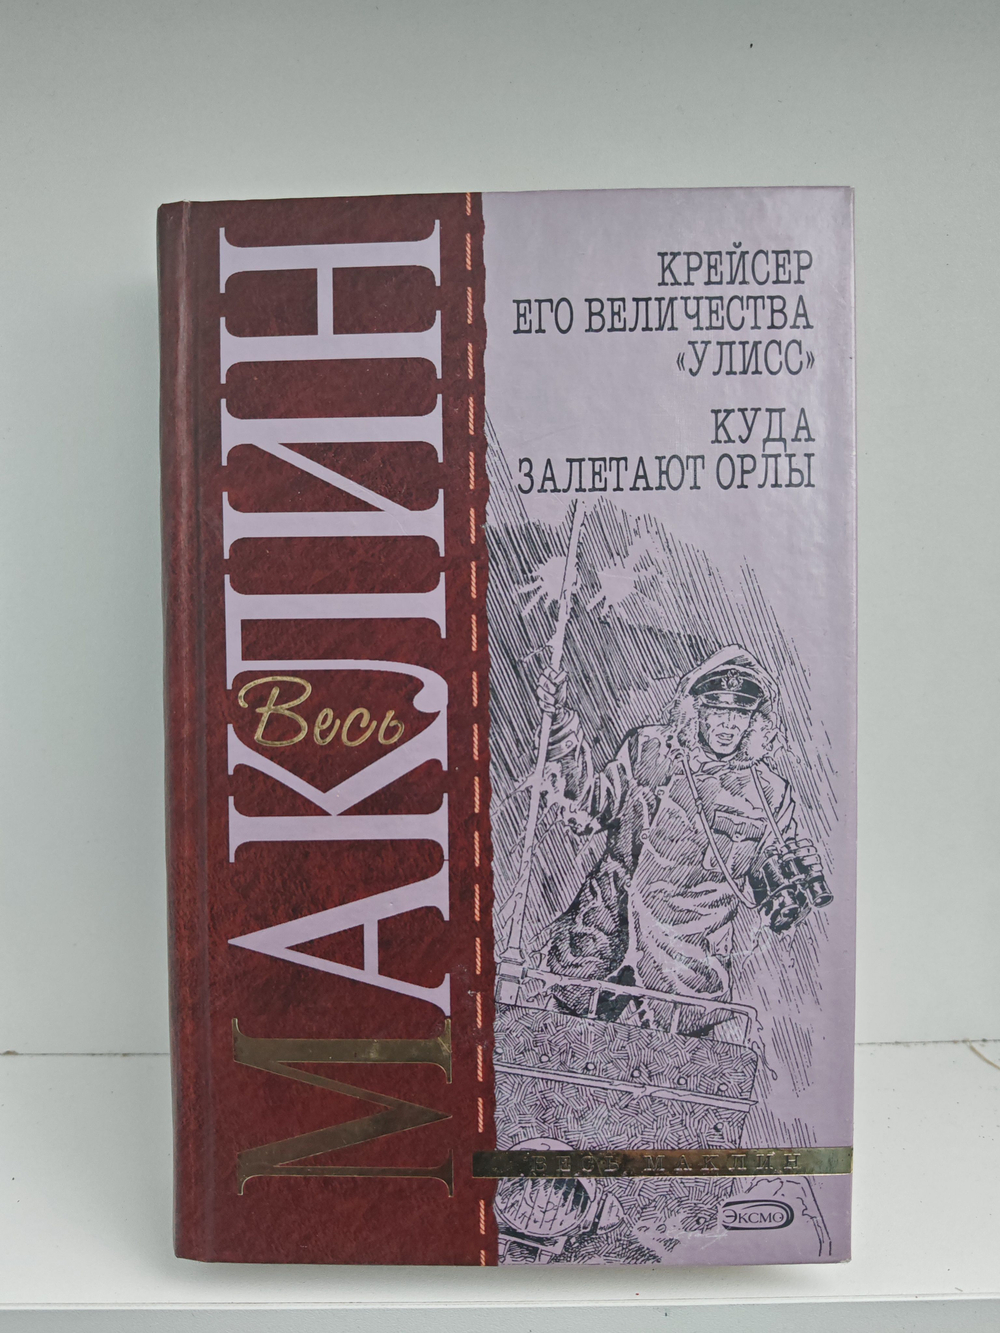 МАКЛИН
Весь
КРЕЙСЕР
ЕГО ВЕЛИЧЕСТВА
«УЛИСС»
КУДА
ЗАЛЕТАЮТ ОРЛЫ
ВЕСЬ МАКЛИН
ЭКСМО